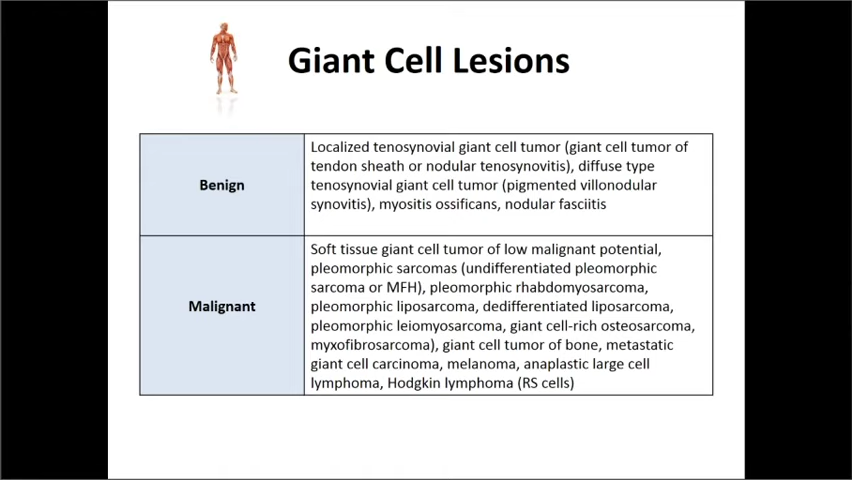 Giant Cell Lesions
Benign
Localized tenosynovial giant cell tumor (giant cell tumor of
tendon sheath or nodular tenosynovitis), diffuse type
tenosynovial giant cell tumor (pigmented villonodular
synovitis), myositis ossificans, nodular fasciitis
Malignant
Soft tissue giant cell tumor of low malignant potential,
pleomorphic sarcomas (undifferentiated pleomorphic
sarcoma or MFH), pleomorphic rhabdomyosarcoma,
pleomorphic liposarcoma, dedifferentiated liposarcoma,
pleomorphic leiomyosarcoma, giant cell-rich osteosarcoma,
myxofibrosarcoma), giant cell tumor of bone, metastatic
giant cell carcinoma, melanoma, anaplastic large cell
lymphoma, Hodgkin lymphoma (RS cells)